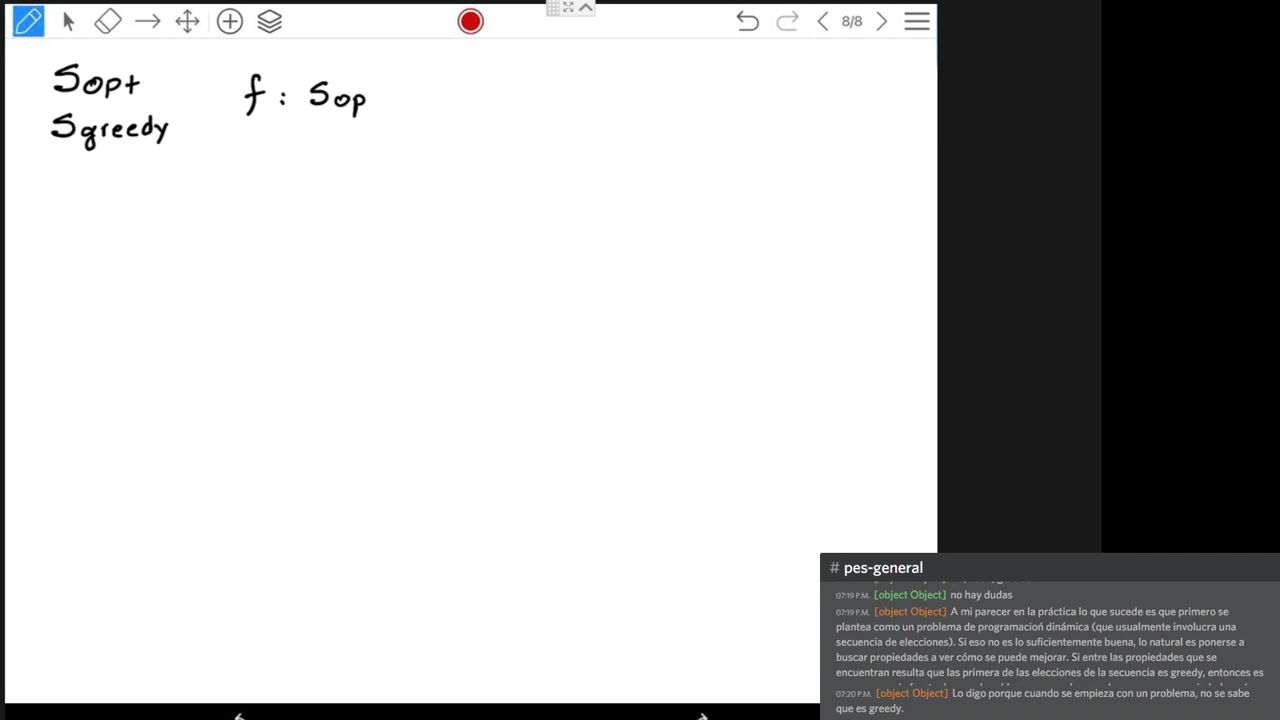 8/8
Sopt
f : Sop
Sgreedy
# pes-general
07:19 P.M. [object Object] no hay dudas
07:19 P.M. [object Object] A mi parecer en la práctica lo que sucede es que primero se
plantea como un problema de programación dinámica (que usualmente involucra una
secuencia de elecciones). Si eso no es lo suficientemente buena, lo natural es ponerse a
buscar propiedades a ver cómo se puede mejorar. Si entre las propiedades que se
encuentran resulta que las primera de las elecciones de la secuencia es greedy, entonces es
07:20 P.M. [object Object] Lo digo porque cuando se empieza con un problema, no se sabe
que es greedy.